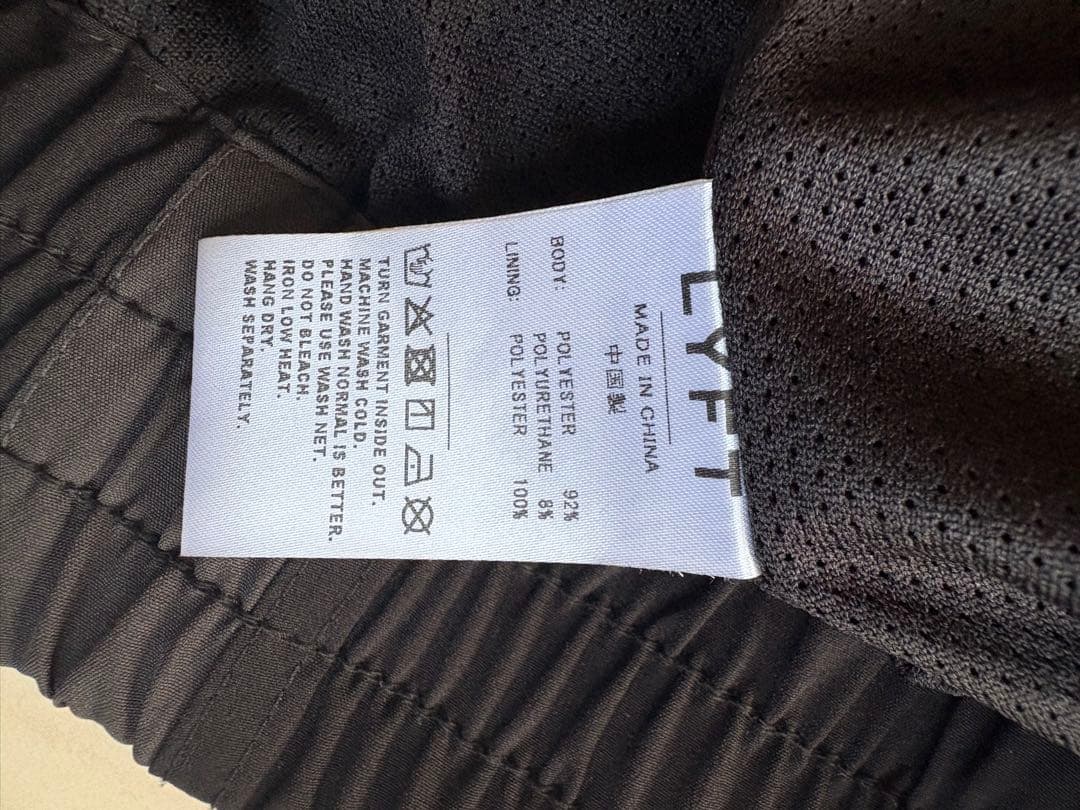 LYFT
MADE IN CHINA
中国製
BODY: POLYESTER 92%
POLYURETHANE 8%
LINING: POLYESTER 100%
TURN GARMENT INSIDE OUT.
MACHINE WASH COLD.
HAND WASH NORMAL IS BETTER.
PLEASE USE WASH NET.
DO NOT BLEACH.
IRON LOW HEAT.
HANG DRY.
WASH SEPARATELY.